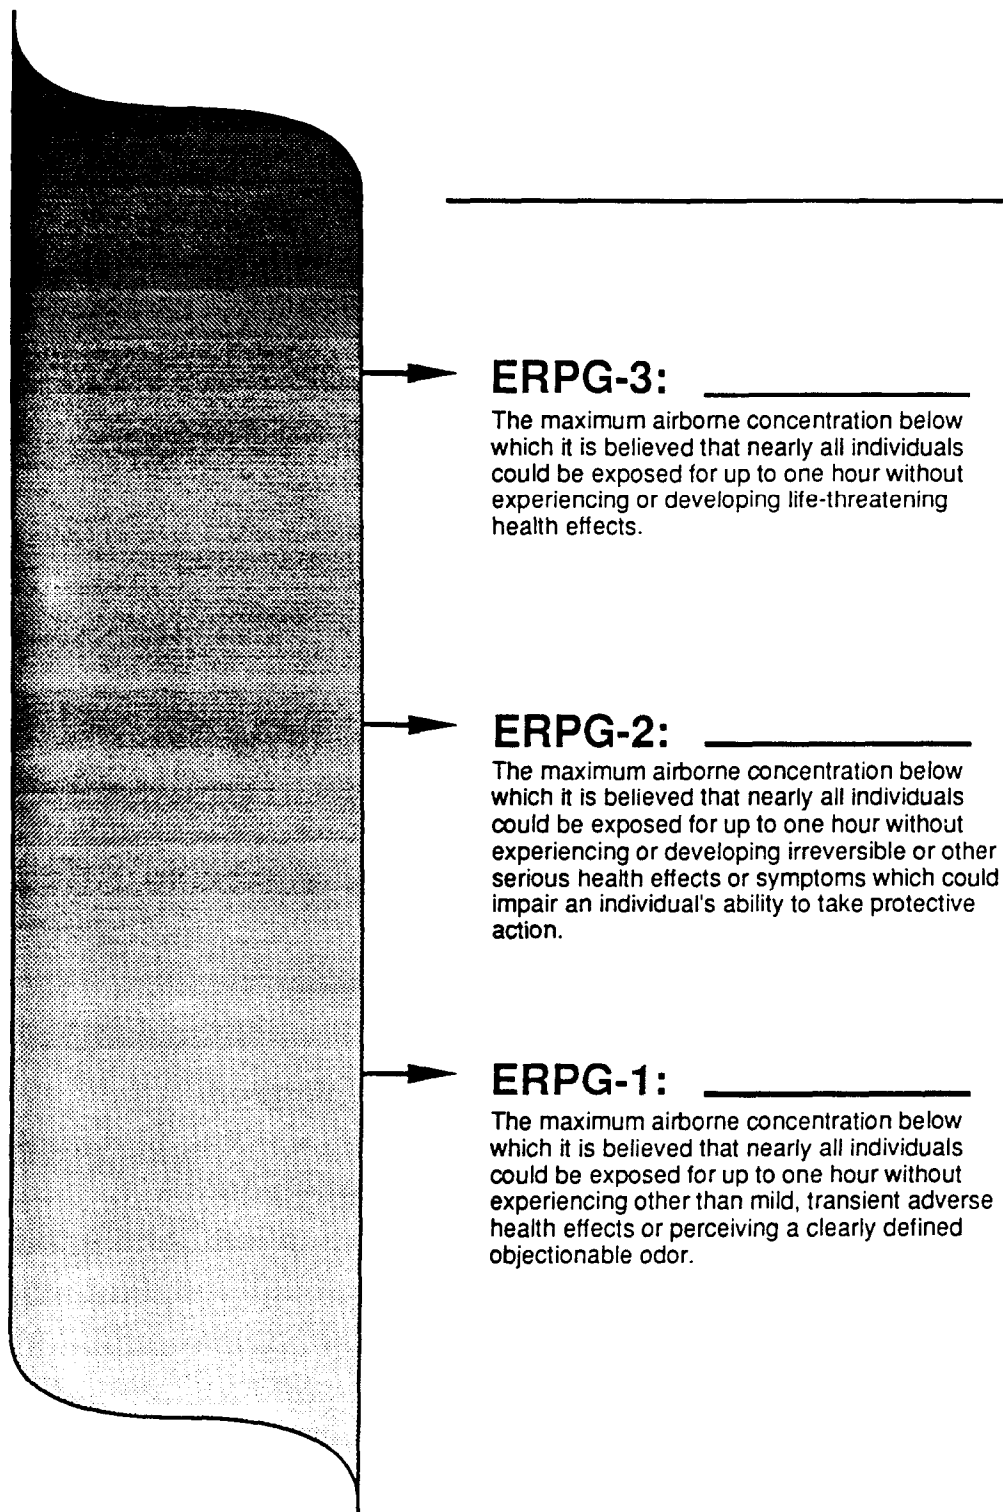 ERPG-3:
The maximum airborne concentration below
which it is believed that nearly all individuals
could be exposed for up to one hour without
experiencing or developing life-threatening
health effects.
ERPG-2:
The maximum airborne concentration below
which it is believed that nearly all individuals
could be exposed for up to one hour without
experiencing or developing irreversible or other
serious health effects or symptoms which could
impair an individual's ability to take protective
action.
ERPG-1:
The maximum airborne concentration below
which it is believed that nearly all individuals
could be exposed for up to one hour without
experiencing other than mild, transient adverse
health effects or perceiving a clearly defined
objectionable odor.